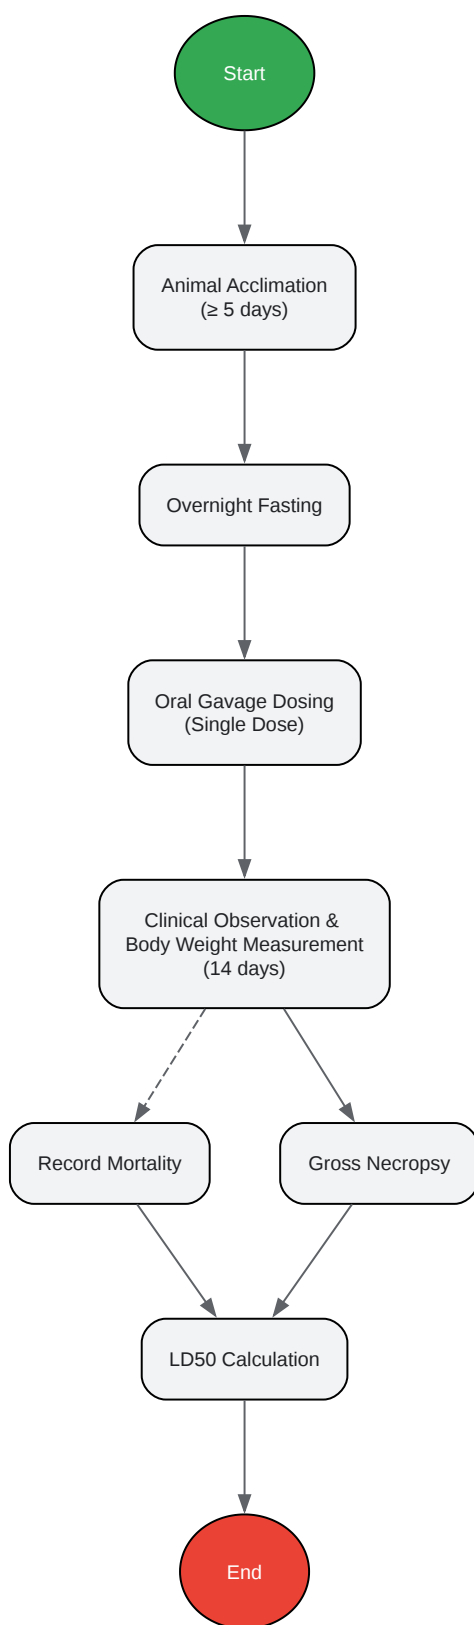 Start
Animal Acclimation
(≥ 5 days)
Overnight Fasting
Oral Gavage Dosing
(Single Dose)
Clinical Observation &
Body Weight Measurement
(14 days)
Record Mortality
Gross Necropsy
LD50 Calculation
End